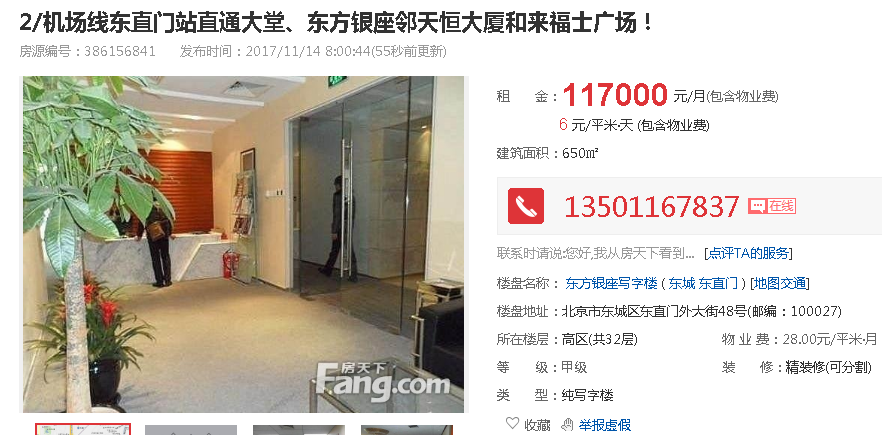 2/机场线东直门站直通大堂、东方银座邻天恒大厦和来福士广场！
房源编号：386156841 发布时间：2017/11/14 8:00:44(55秒前更新)
租 金：117000 元/月(包含物业费)
6 元/平米·天 (包含物业费)
建筑面积：650㎡
13501167837 在线
联系时请说:您好,我从房天下看到... [点评TA的服务]
楼盘名称： 东方银座写字楼 ( 东城 东直门 ) [地图交通]
楼盘地址：北京市东城区东直门外大街48号(邮编：100027)
所在楼层：高区(共32层) 物 业 费：28.00元/平米·月
等 级：甲级 装 修：精装修(可分割)
类 型：纯写字楼
收藏 举报虚假
房天下
Fang.com